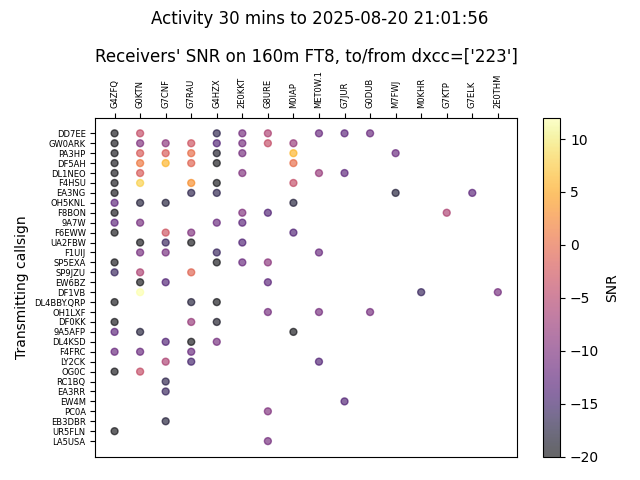 Activity 30 mins to 2025-08-20 21:01:56
Receivers' SNR on 160m FT8, to/from dxcc=['223']
G4ZFQ
G0KTN
G7CNF
G7RAU
G4HZX
2E0KKT
G8URE
M0IAP
MET0W.1
G7JUR
G0DUB
M7FWJ
M0KHR
G7KTP
G7ELK
2E0THM
Transmitting callsign
DD7EE
GW0ARK
PA3HP
DF5AH
DL1NEO
F4HSU
EA3NG
OH5KNL
F8BON
9A7W
F6EWW
UA2FBW
F1UIJ
SP5EXA
SP9JZU
EW6BZ
DF1VB
DL4BBY.QRP
OH1LXF
DF0KK
9A5AFP
DL4KSD
F4FRC
LY2CK
OG0C
RC1BQ
EA3RR
EW4M
PC0A
EB3DBR
UR5FLN
LA5USA
10
5
0
−5
−10
−15
−20
SNR